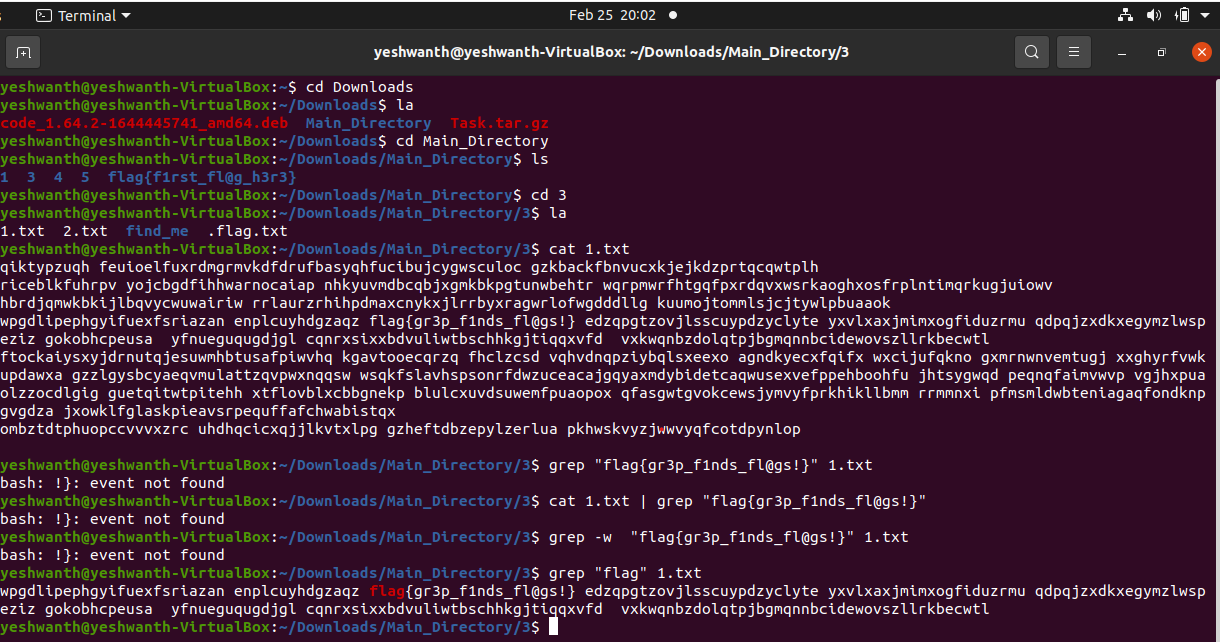 Terminal
Feb 25 20:02
yeshwanth@yeshwanth-VirtualBox: ~/Downloads/Main_Directory/3
yeshwanth@yeshwanth-VirtualBox:~$ cd Downloads
yeshwanth@yeshwanth-VirtualBox:~/Downloads$ la
code_1.64.2-1644445741_amd64.deb  Main_Directory  Task.tar.gz
yeshwanth@yeshwanth-VirtualBox:~/Downloads$ cd Main_Directory
yeshwanth@yeshwanth-VirtualBox:~/Downloads/Main_Directory$ ls
1  3  4  5  flag{f1rst_fl@g_h3r3}
yeshwanth@yeshwanth-VirtualBox:~/Downloads/Main_Directory$ cd 3
yeshwanth@yeshwanth-VirtualBox:~/Downloads/Main_Directory/3$ la
1.txt  2.txt  find_me  .flag.txt
yeshwanth@yeshwanth-VirtualBox:~/Downloads/Main_Directory/3$ cat 1.txt
qiktypzuqh feuioelfuxrdmgrmvkdfdrufbasyqhfucibujcygwsculoc gzkbackfbnvucxkjejkdzprtqcqwtplh
riceblkfuhrpv yojcbgdfihhwarnocaiap nhkyuvmdbcqbjxgmkbkpgtunwbehtr wqrpmwrfhtgqfpxrdqvxwsrkaoghxosfrplntimqrkugjuiowv
hbrdjqmwkbkijlbqvycwuwairiw rrlaurzrhihpdmaxcnykxjlrrbyxragwrlofwgdddllg kuumojtommlsjcjtywlpbuaaok
wpgdlipephgyifuexfsriazan enplcuyhdgzaqz flag{gr3p_f1nds_fl@gs!} edzqpgtzovjlsscuypdzyclyte yxvlxaxjmimxogfiduzrmu qdpqjzxdkxegymzlwsp
eziz gokobhcpeusa  yfnueguqugdjgl cqnrxsixxbdvuliwtbschhkgjtiqqxvfd  vxkwqnbzdolqtpjbgmqnnbcidewovszllrkbecwtl
ftockaiysxyjdrnutqjesuwmhbtusafpiwvhq kgavtooecqrzq fhclzcsd vqhvdnqpziybqlsxeexo agndkyecxfqifx wxcijufqkno gxmrnwnvemtugj xxghyrfvwk
updawxa gzzlgysbcyaeqvmulattzqvpwxnqqsw wsqkfslavhspsonrfdwzuceacajgqyaxmdybidetcaqwusexvefppehboohfu jhtsygwqd peqnqfaimvwvp vgjhxpua
olzzocdlgig guetqitwtpitehh xtflovblxcbbgnekp blulcxuvdsuwemfpuaopox qfasgwtgvokcewsjymvyfprkhikllbmm rrmmnxi pfmsmldwbteniagaqfondknp
gvgdza jxowklfglaskpieavsrpequffafchwabistqx
ombztdtphuopccvvvxzrc uhdhqcicxqjjlkvtxlpg gzheftdbzepylzerlua pkhwskvyzjwwvyqfcotdpynlop
yeshwanth@yeshwanth-VirtualBox:~/Downloads/Main_Directory/3$ grep "flag{gr3p_f1nds_fl@gs!}" 1.txt
bash: !}: event not found
yeshwanth@yeshwanth-VirtualBox:~/Downloads/Main_Directory/3$ cat 1.txt | grep "flag{gr3p_f1nds_fl@gs!}"
bash: !}: event not found
yeshwanth@yeshwanth-VirtualBox:~/Downloads/Main_Directory/3$ grep -w  "flag{gr3p_f1nds_fl@gs!}" 1.txt
bash: !}: event not found
yeshwanth@yeshwanth-VirtualBox:~/Downloads/Main_Directory/3$ grep "flag" 1.txt
wpgdlipephgyifuexfsriazan enplcuyhdgzaqz flag{gr3p_f1nds_fl@gs!} edzqpgtzovjlsscuypdzyclyte yxvlxaxjmimxogfiduzrmu qdpqjzxdkxegymzlwsp
eziz gokobhcpeusa  yfnueguqugdjgl cqnrxsixxbdvuliwtbschhkgjtiqqxvfd  vxkwqnbzdolqtpjbgmqnnbcidewovszllrkbecwtl
yeshwanth@yeshwanth-VirtualBox:~/Downloads/Main_Directory/3$